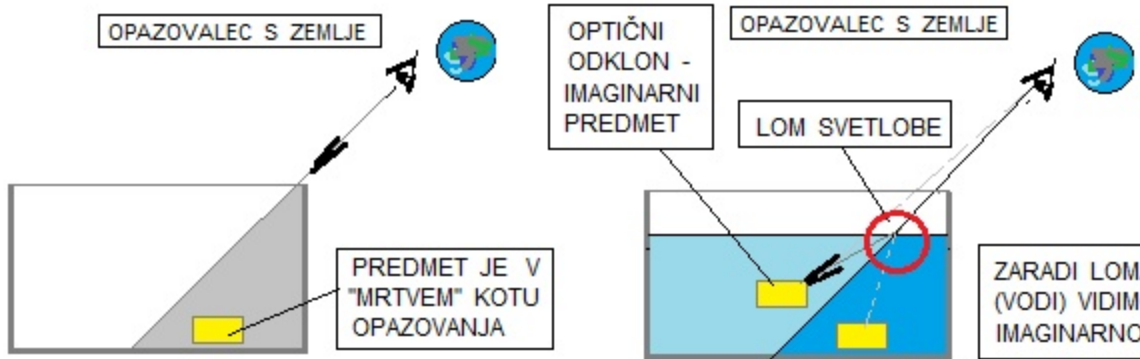 OPAZOVALEC S ZEMLJE
PREDMET JE V
"MRTVEM" KOTU
OPAZOVANJA
OPTIČNI
ODKLON -
IMAGINARNI
PREDMET
OPAZOVALEC S ZEMLJE
LOM SVETLOBE
ZARADI LOM
(VODI) VIDIM
IMAGINARNO